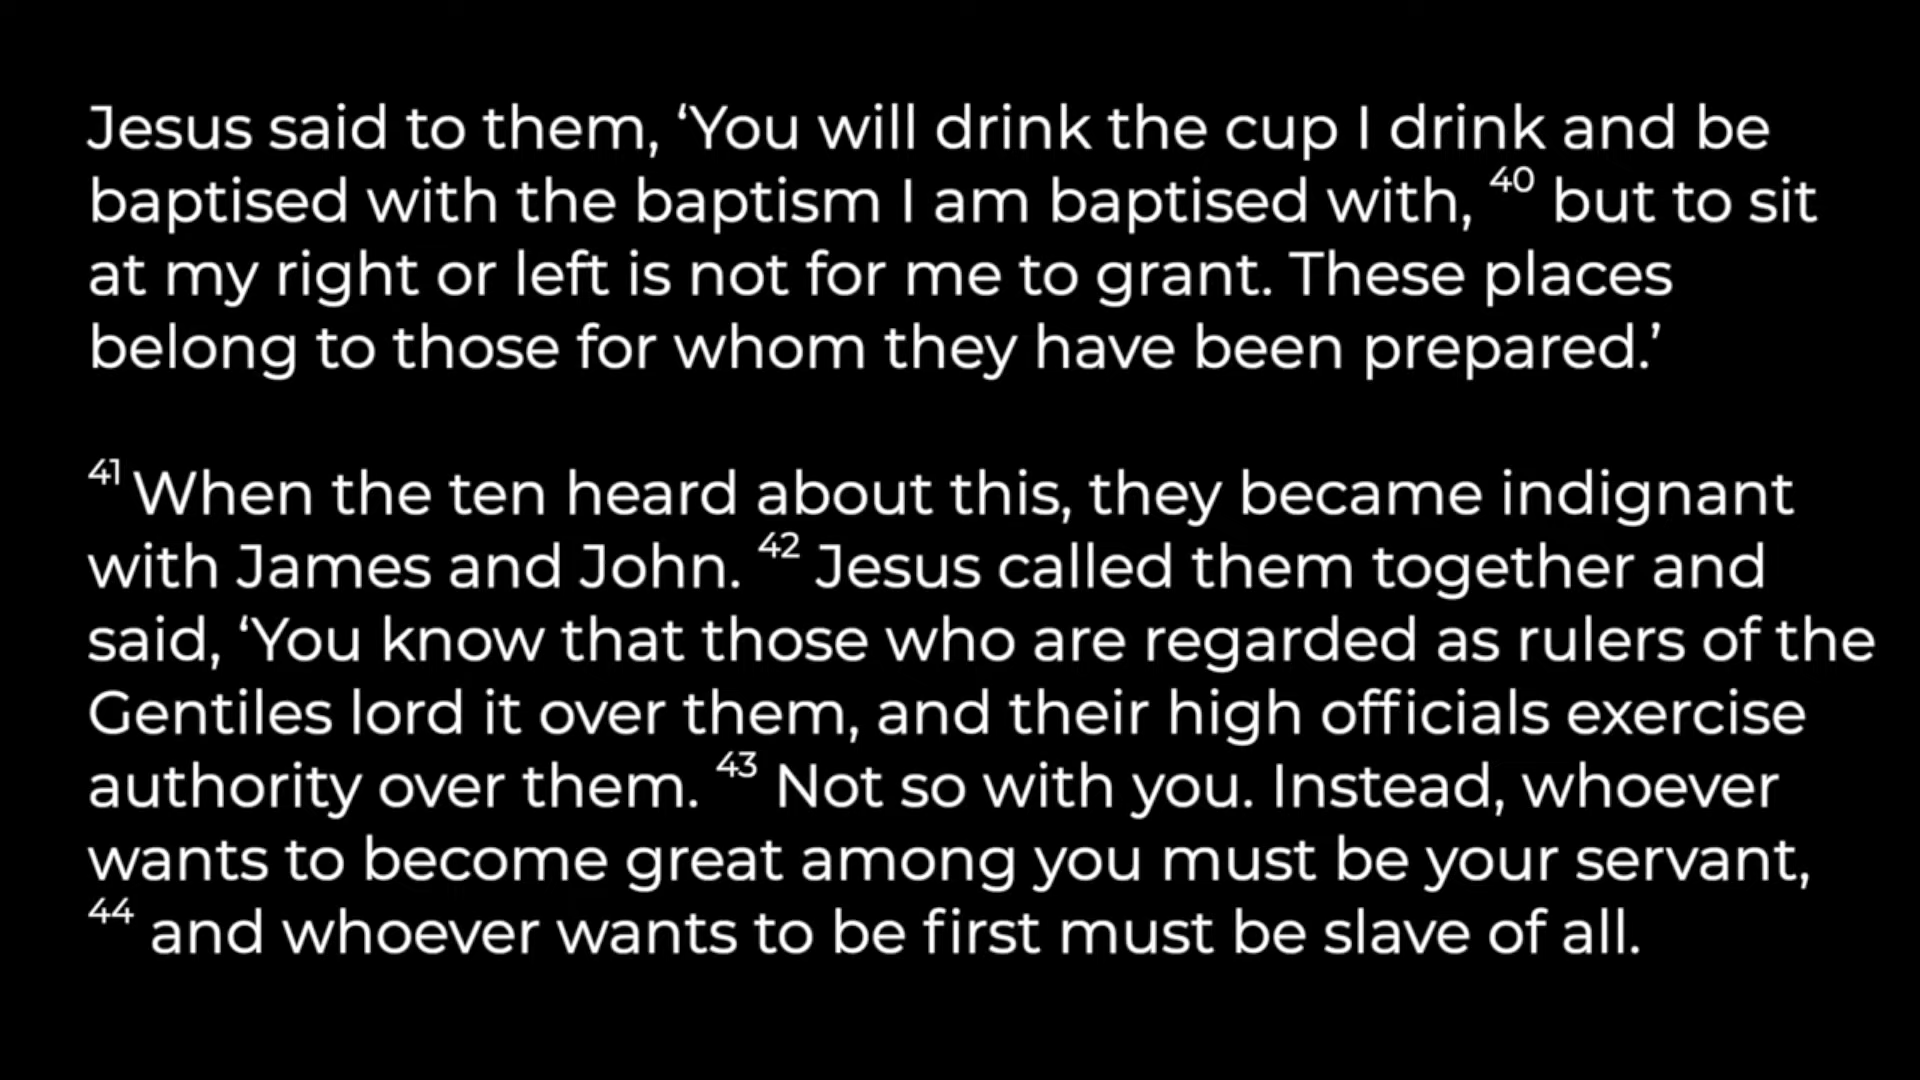 Jesus said to them, ‘You will drink the cup I drink and be
baptised with the baptism I am baptised with, 40 but to sit
at my right or left is not for me to grant. These places
belong to those for whom they have been prepared.’
41 When the ten heard about this, they became indignant
with James and John. 42 Jesus called them together and
said, ‘You know that those who are regarded as rulers of the
Gentiles lord it over them, and their high officials exercise
authority over them. 43 Not so with you. Instead, whoever
wants to become great among you must be your servant,
44 and whoever wants to be first must be slave of all.